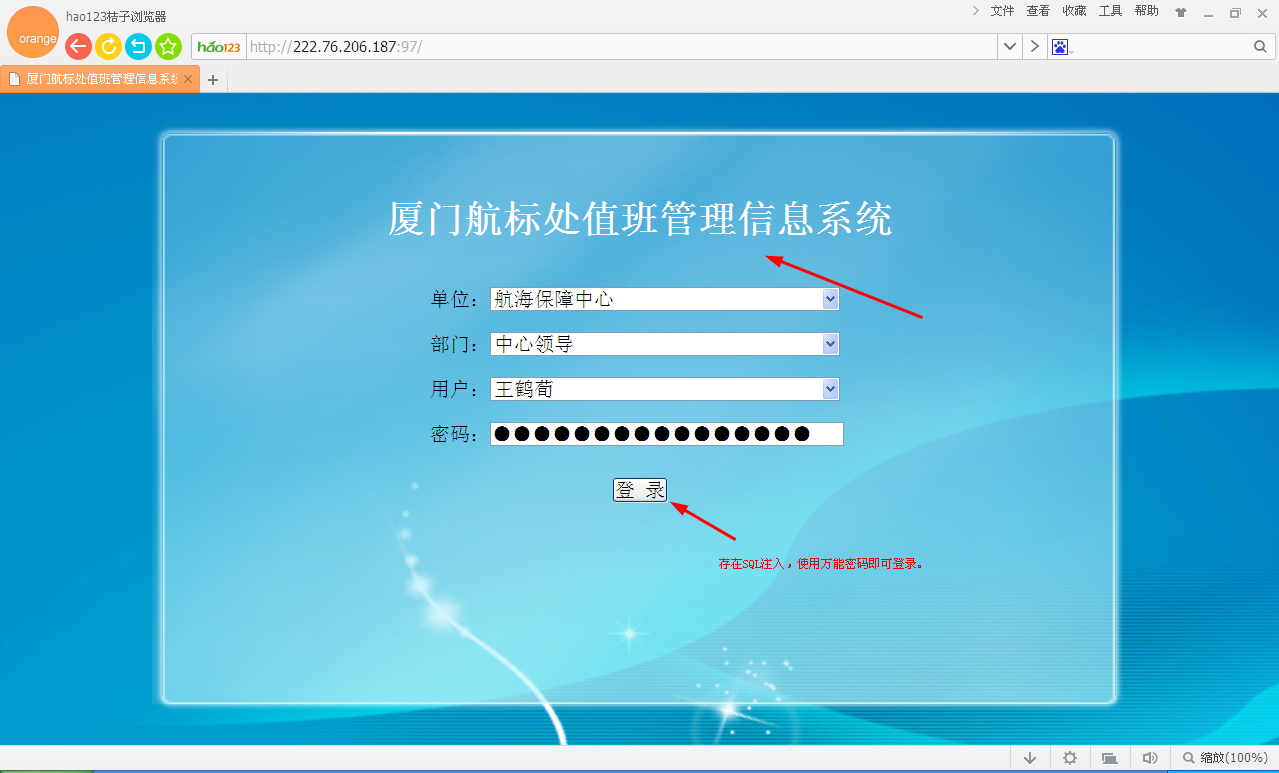 hao123桔子浏览器
文件 查看 收藏 工具 帮助
orange
hao123 http://222.76.206.187:97/
厦门航标处值班管理信息系统
厦门航标处值班管理信息系统
单位： 航海保障中心
部门： 中心领导
用户： 王鹤荀
密码： ●●●●●●●●●●●●●●●●
登 录
存在SQL注入，使用万能密码即可登录。
缩放(100%)